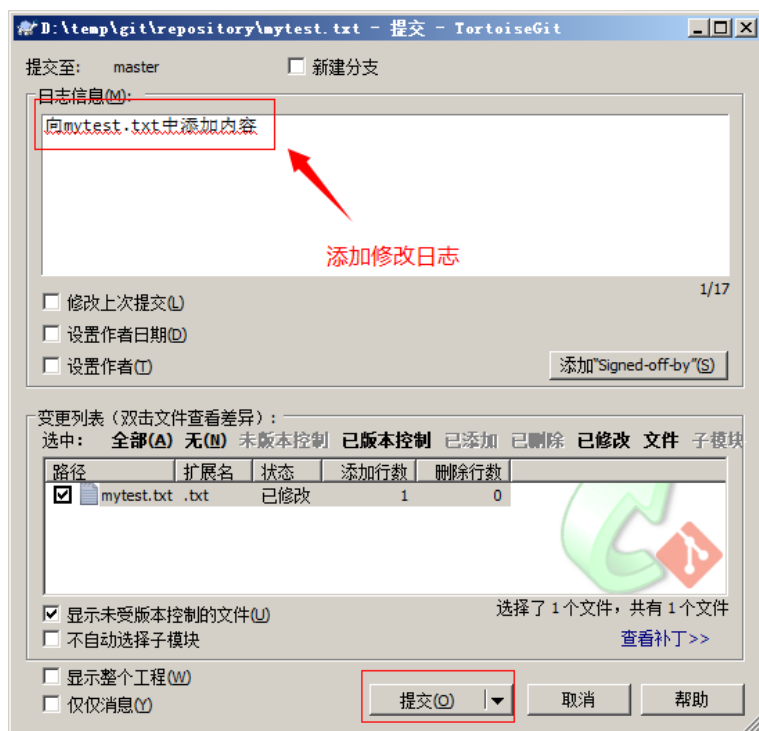 D:\temp\git\repository\mytest.txt - 提交 - TortoiseGit
提交至: master 新建分支
日志信息(M):
向mytest.txt中添加内容
添加修改日志
1/17
修改上次提交(L)
设置作者日期(D)
设置作者(T)
添加"Signed-off-by"(S)
变更列表（双击文件查看差异）:
选中: 全部(A) 无(N) 未版本控制 已版本控制 已添加 已删除 已修改 文件 子模块
路径 扩展名 状态 添加行数 删除行数
mytest.txt .txt 已修改 1 0
显示未受版本控制的文件(U)
选择了1个文件，共有1个文件
不自动选择子模块
查看补丁>>
显示整个工程(W)
仅仅消息(Y)
提交(O) 取消 帮助